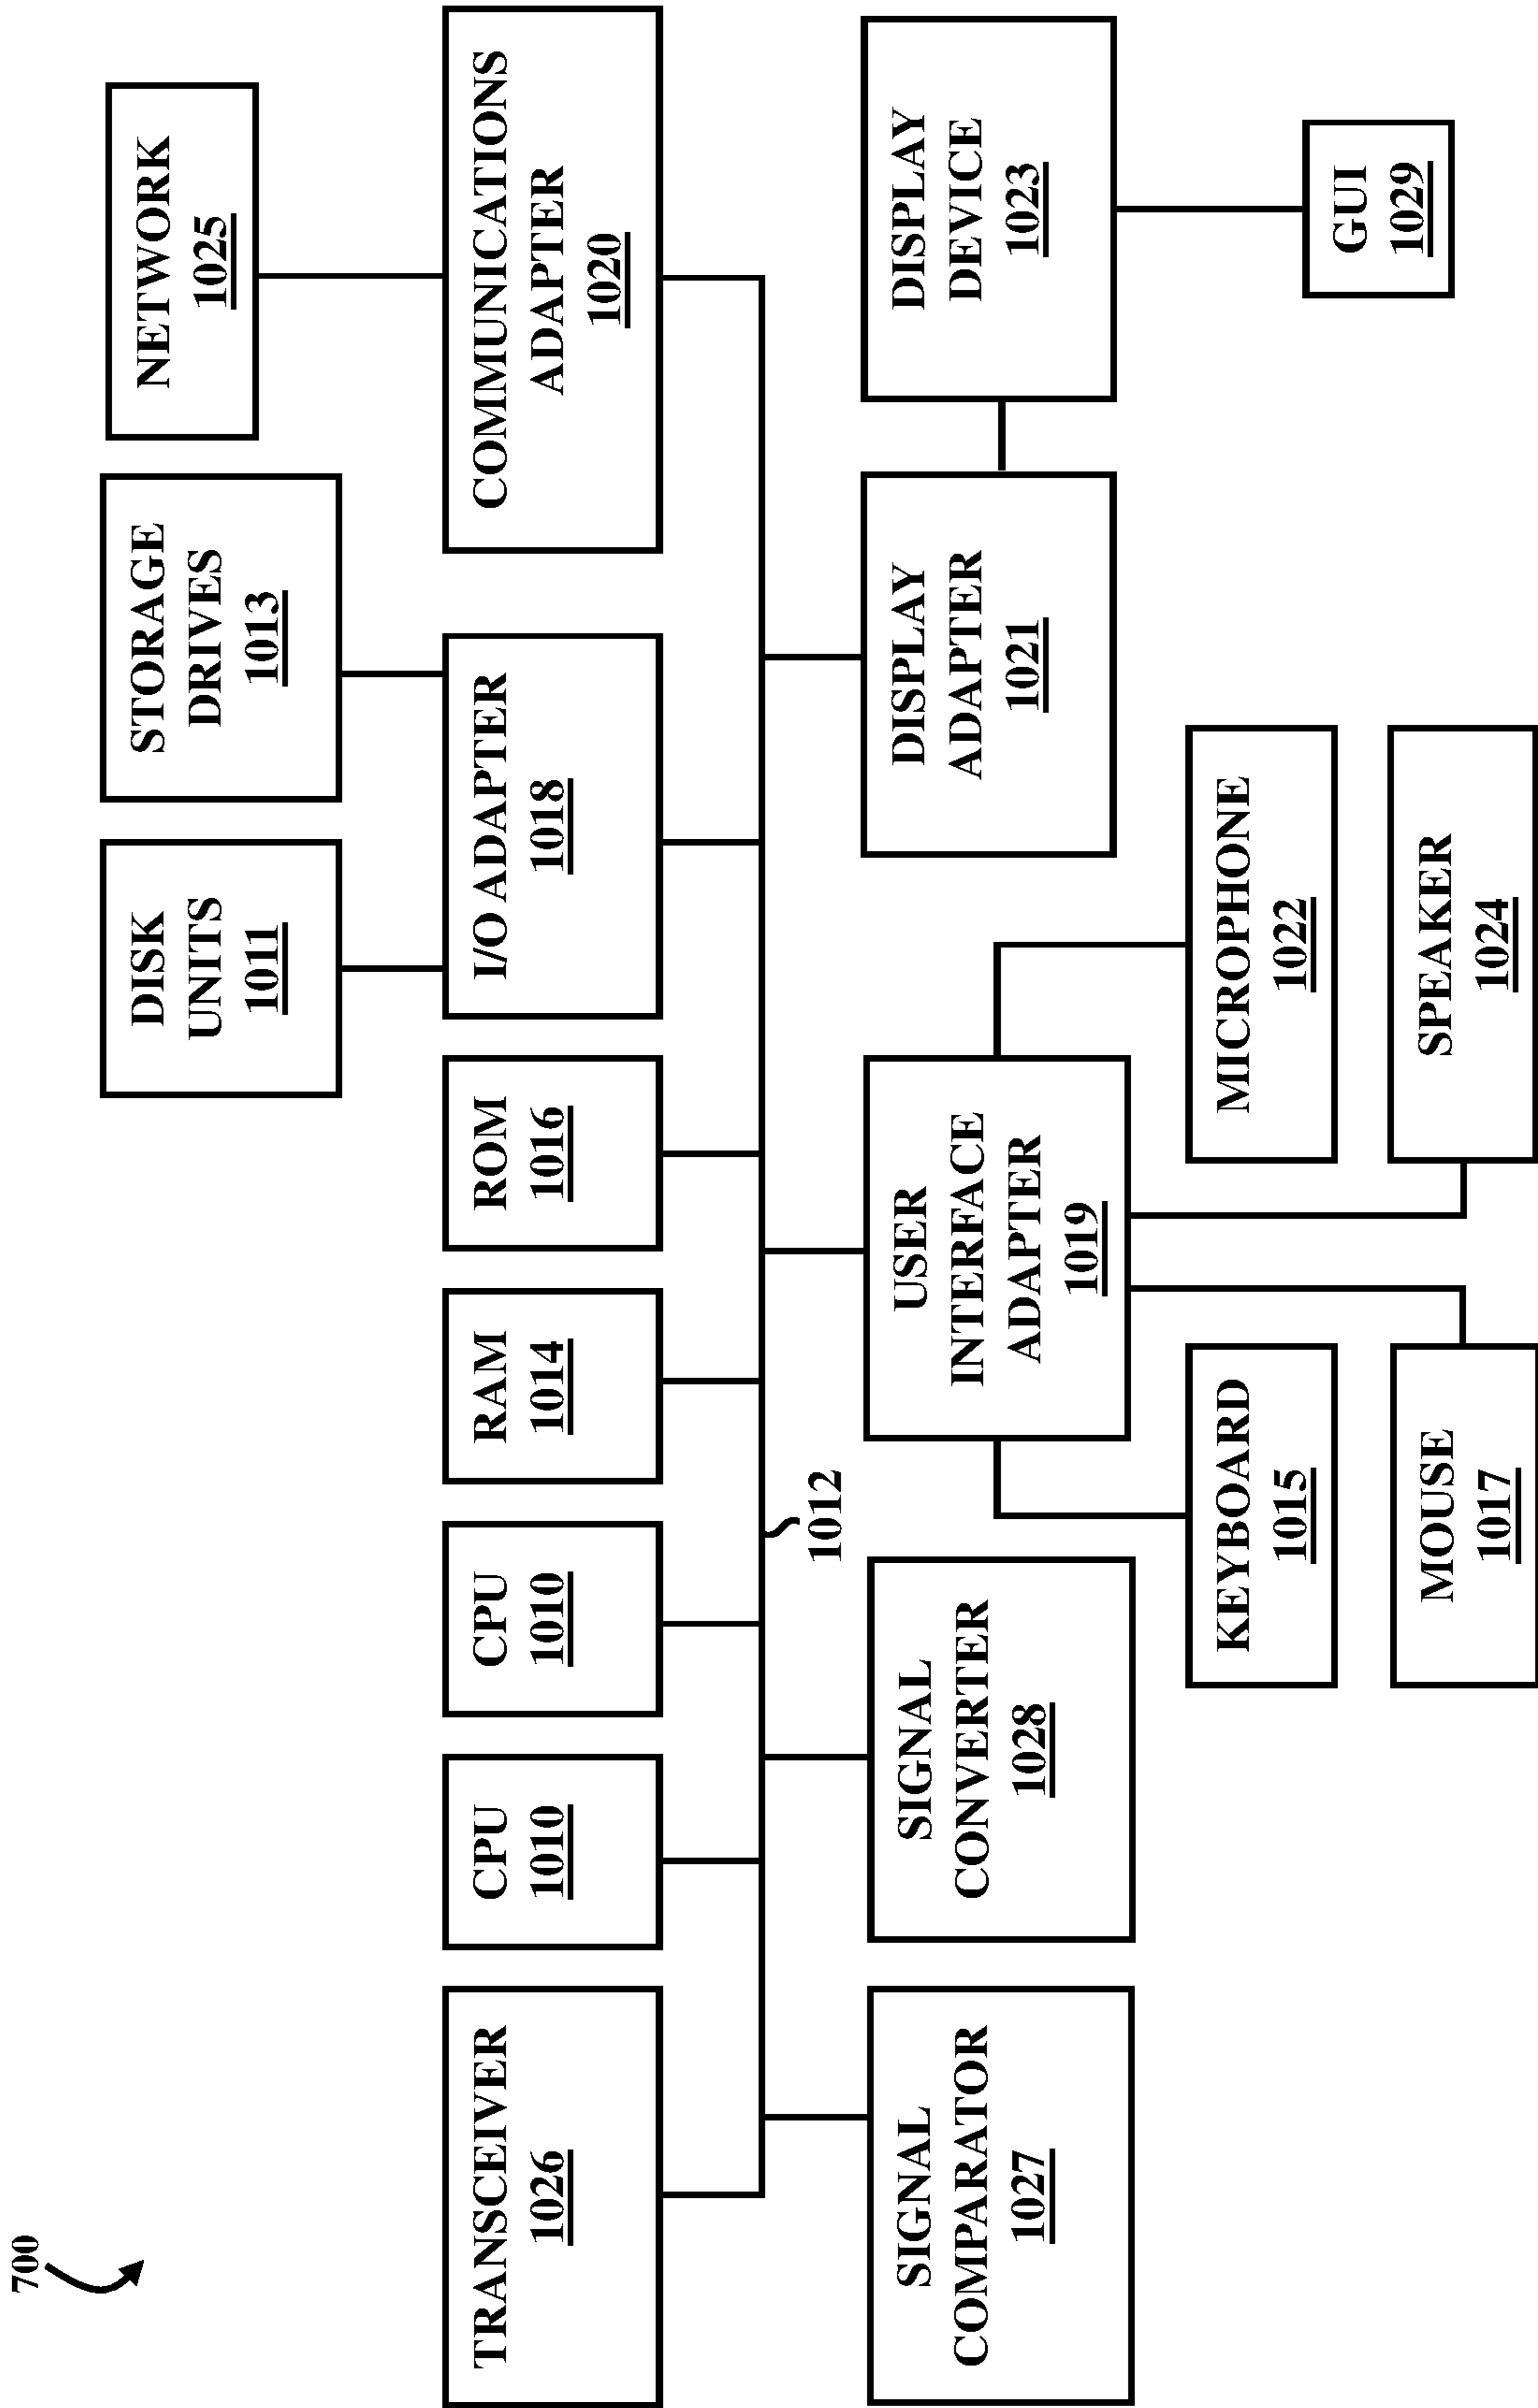 700
NETWORK
1025
DISK
UNITS
1011
STORAGE
DRIVES
1013
TRANSCEIVER
1026
CPU
1010
CPU
1010
RAM
1014
ROM
1016
I/O ADAPTER
1018
COMMUNICATIONS
ADAPTER
1020
1012
SIGNAL
COMPARATOR
1027
SIGNAL
CONVERTER
1028
USER
INTERFACE
ADAPTER
1019
DISPLAY
ADAPTER
1021
DISPLAY
DEVICE
1023
KEYBOARD
1015
MICROPHONE
1022
GUI
1029
MOUSE
1017
SPEAKER
1024